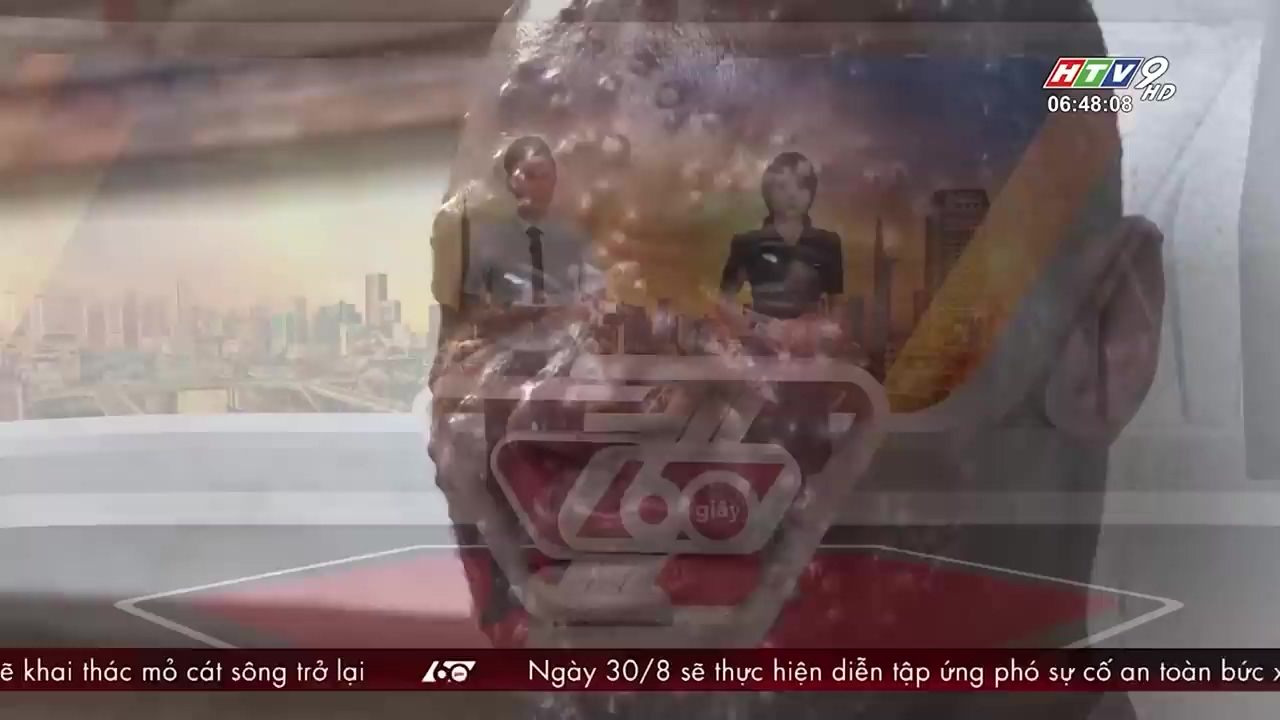 HTV9
HD
06:48:08
60
giây
ẽ khai thác mỏ cát sông trở lại
60
Ngày 30/8 sẽ thực hiện diễn tập ứng phó sự cố an toàn bức x